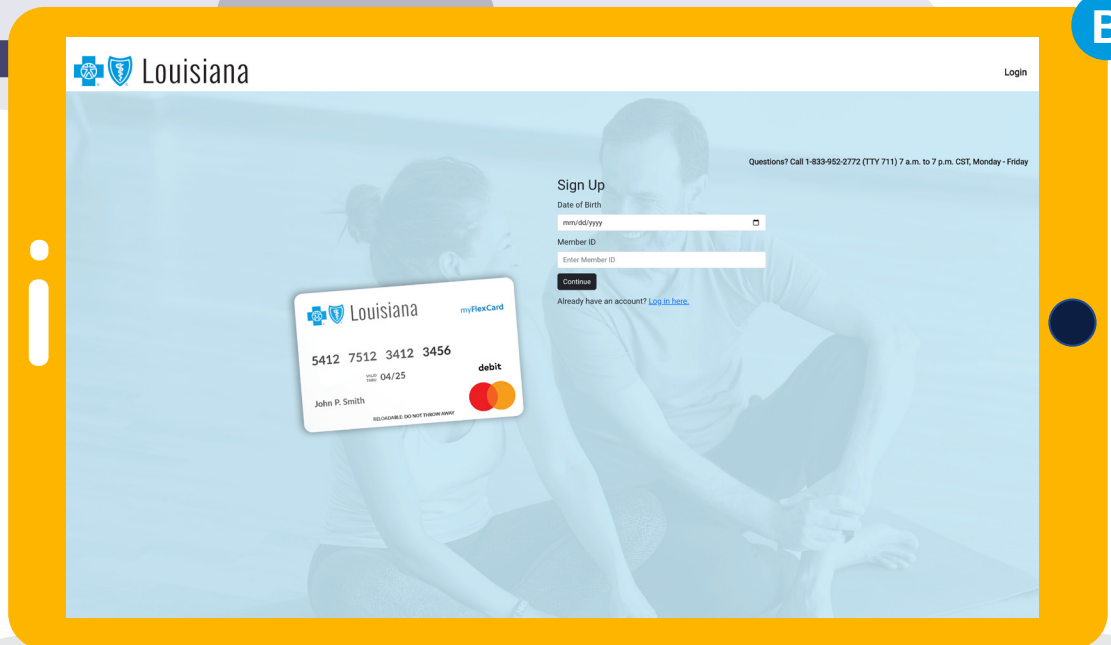 B
Louisiana
Login
Questions? Call 1-833-952-2772 (TTY 711) 7 a.m. to 7 p.m. CST, Monday - Friday
Sign Up
Date of Birth
mm/dd/yyyy
Member ID
Enter Member ID
Continue
Already have an account? Log in here.
Louisiana
myFlexCard
5412 7512 3412 3456
VALID THRU 04/25
debit
John P. Smith
RELOADABLE: DO NOT THROW AWAY